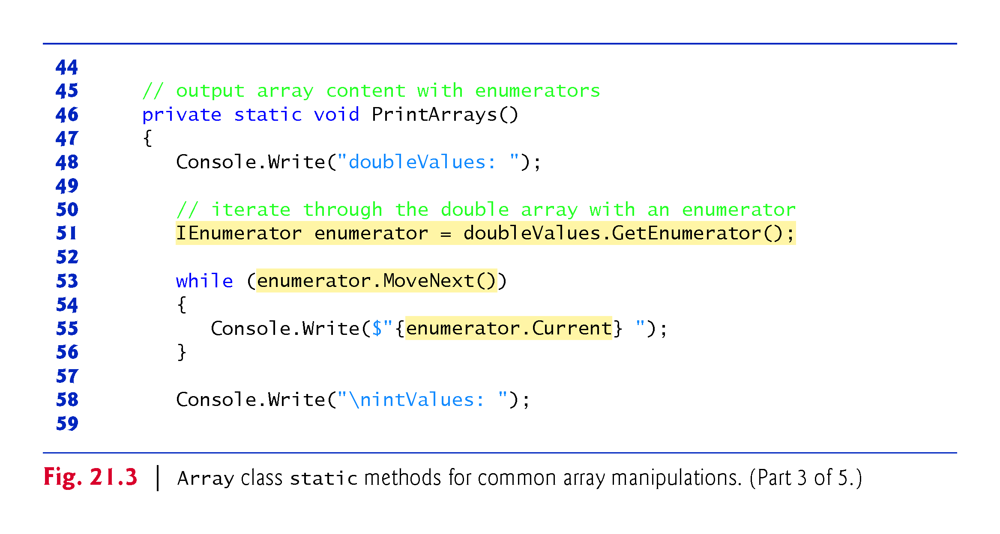 44
45 // output array content with enumerators
46 private static void PrintArrays()
47 {
48 Console.Write("doubleValues: ");
49
50 // iterate through the double array with an enumerator
51 IEnumerator enumerator = doubleValues.GetEnumerator();
52
53 while (enumerator.MoveNext())
54 {
55 Console.Write($"{enumerator.Current} ");
56 }
57
58 Console.Write("\nintValues: ");
59
Fig. 21.3 | Array class static methods for common array manipulations. (Part 3 of 5.)